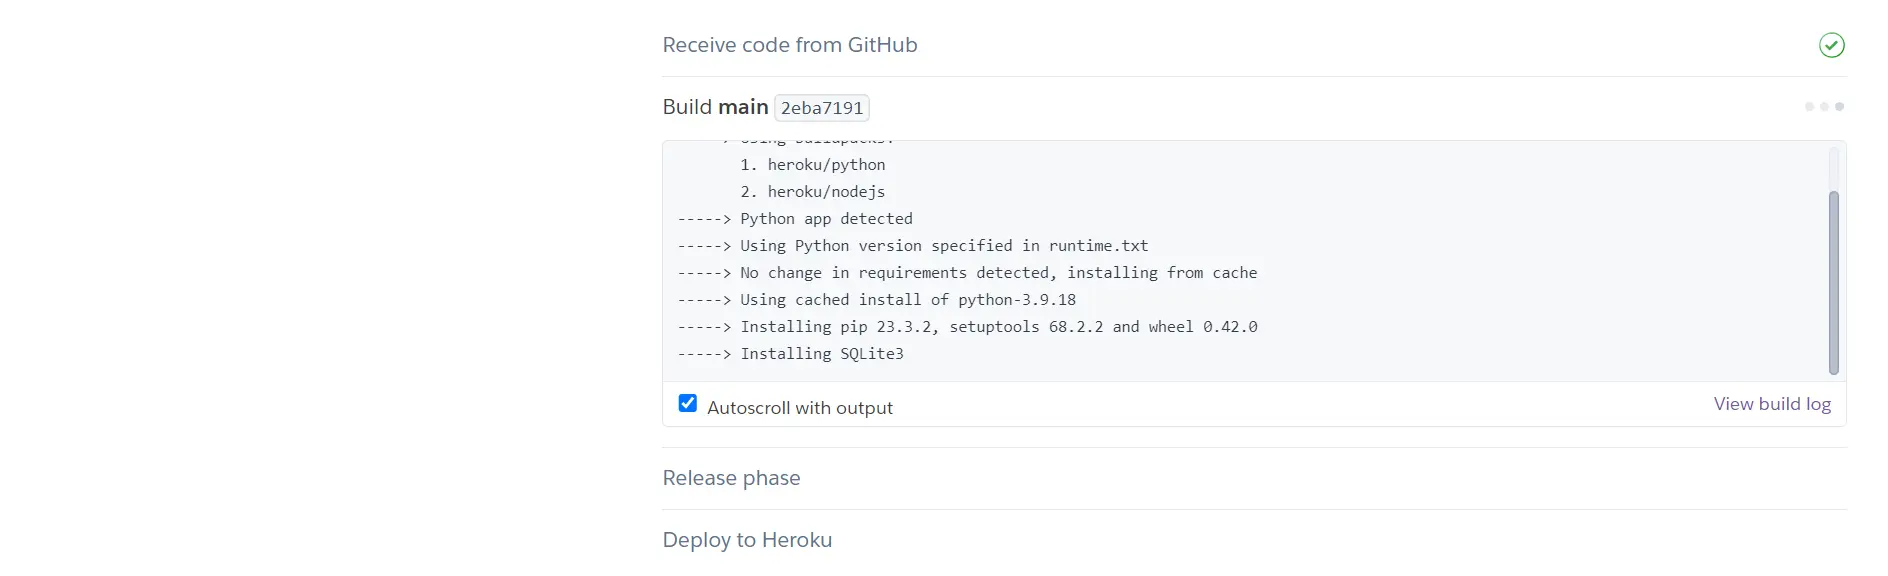 Receive code from GitHub
Build main 2eba7191
-----> Using buildpacks:
1. heroku/python
2. heroku/nodejs
-----> Python app detected
-----> Using Python version specified in runtime.txt
-----> No change in requirements detected, installing from cache
-----> Using cached install of python-3.9.18
-----> Installing pip 23.3.2, setuptools 68.2.2 and wheel 0.42.0
-----> Installing SQLite3
Autoscroll with output
View build log
Release phase
Deploy to Heroku